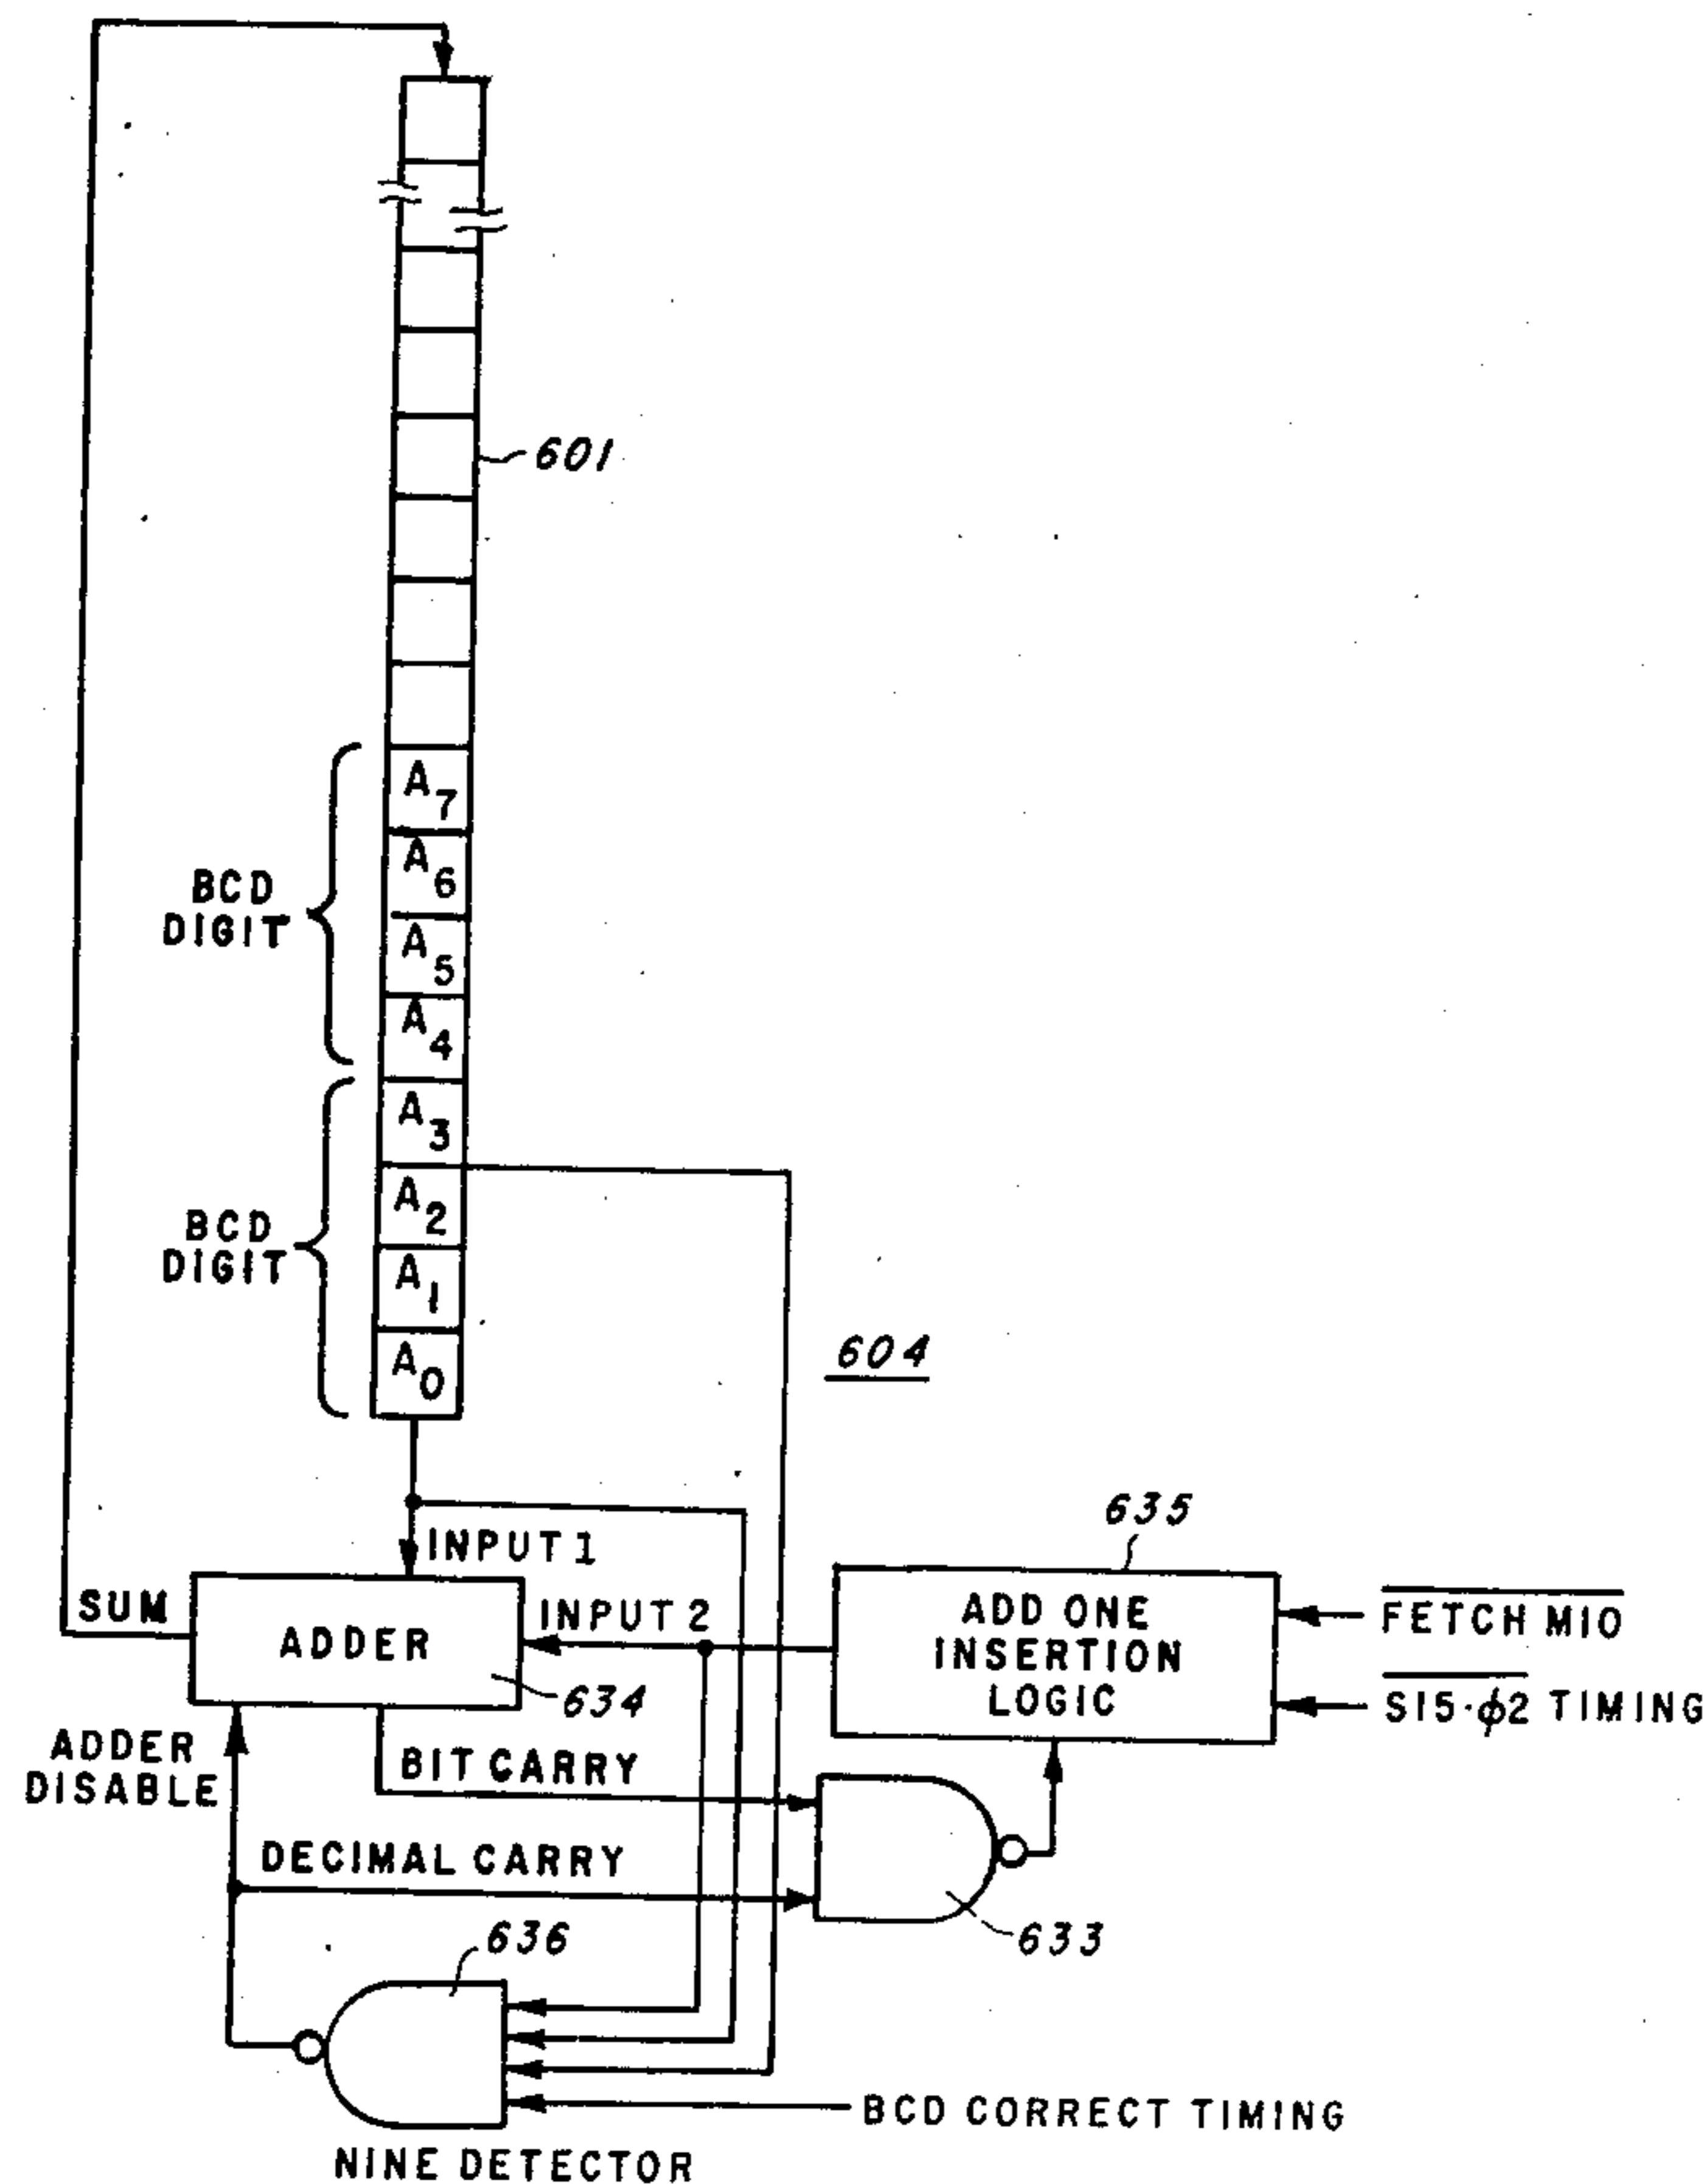 601
A7
A6
BCD
DIGIT
A5
A4
A3
A2
BCD
DIGIT
A1
A0
604
635
INPUT 1
SUM
ADDER
INPUT 2
634
ADD ONE
INSERTION
LOGIC
FETCH M10
S15·ϕ2 TIMING
ADDER
DISABLE
BIT CARRY
DECIMAL CARRY
633
636
BCD CORRECT TIMING
NINE DETECTOR